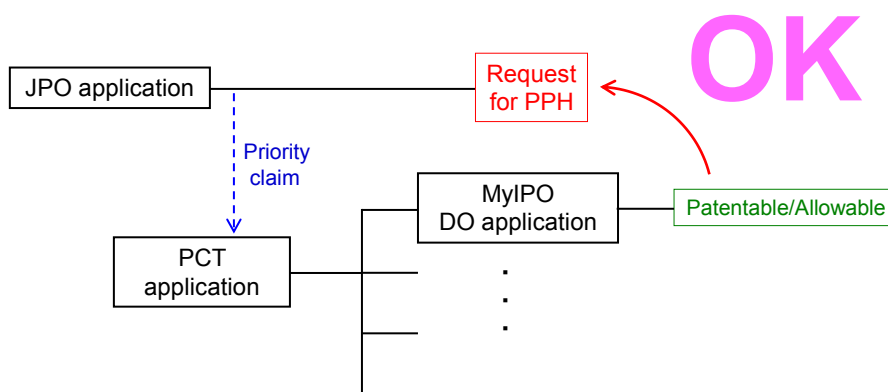 OK
JPO application
Request
for PPH
Priority
claim
MyIPO
DO application
Patentable/Allowable
PCT
application